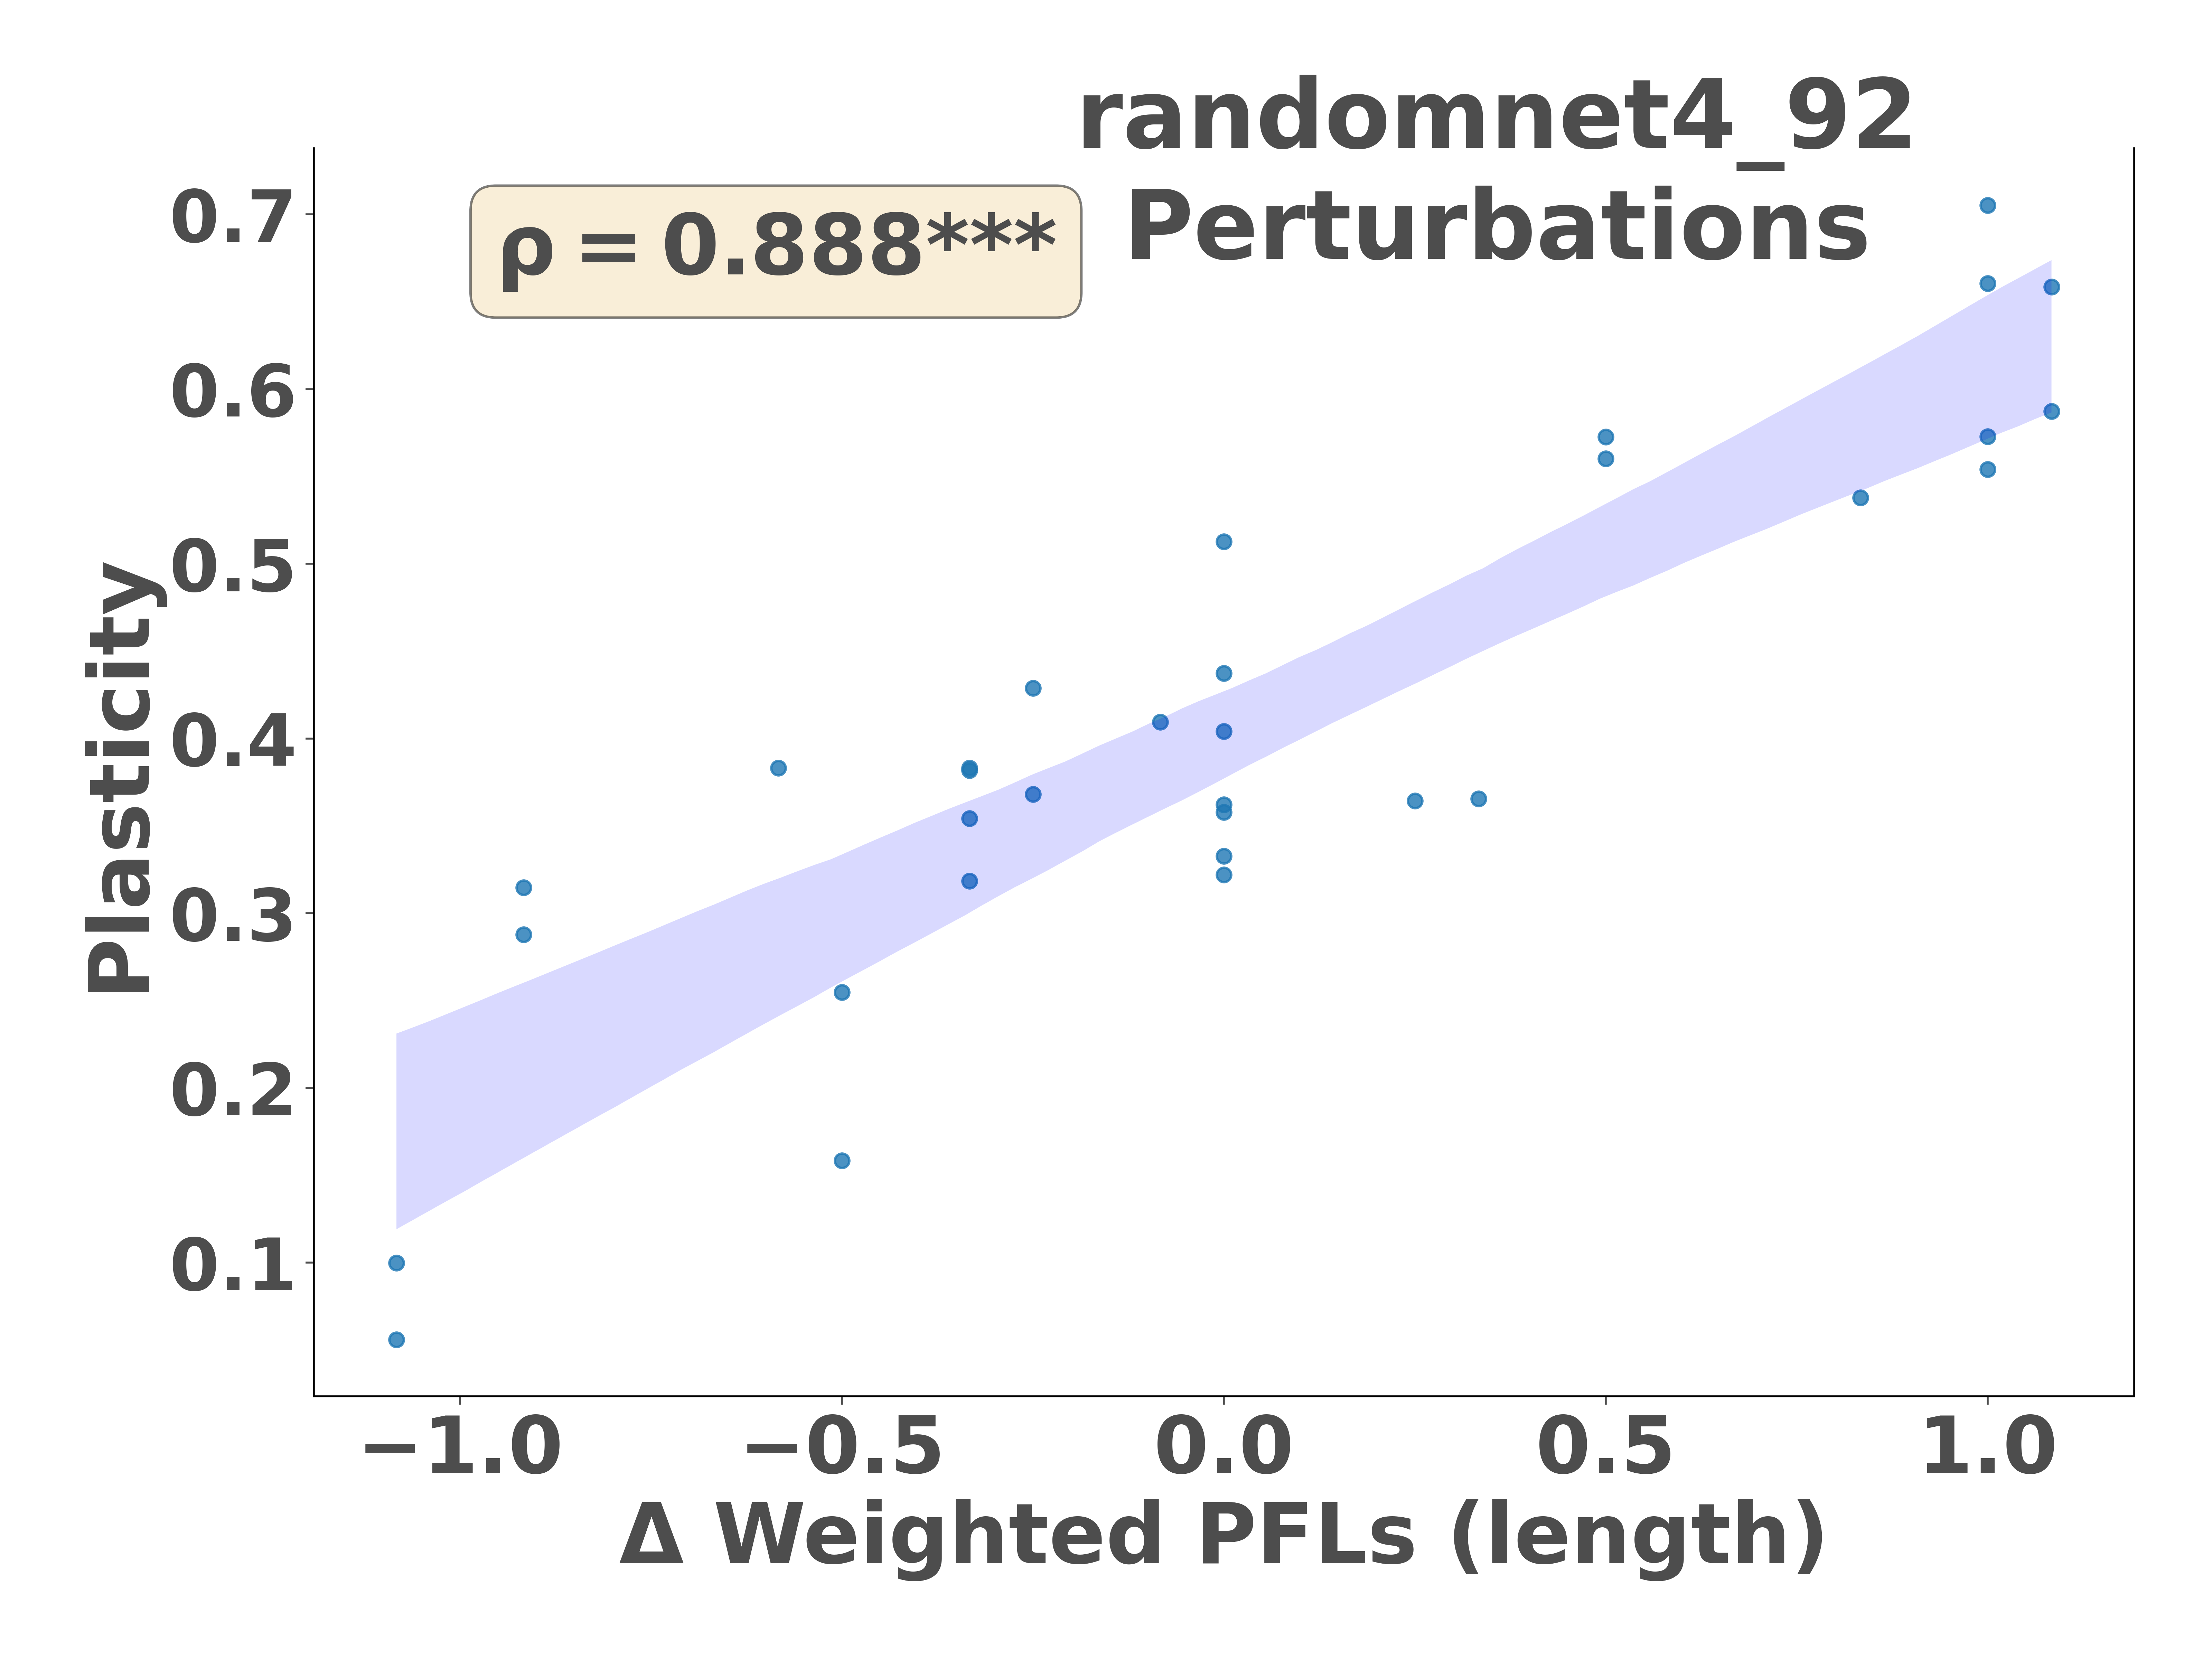 randomnet4_92
Perturbations
ρ = 0.888***
Plasticity
0.7
0.6
0.5
0.4
0.3
0.2
0.1
−1.0
−0.5
0.0
0.5
1.0
Δ Weighted PFLs (length)